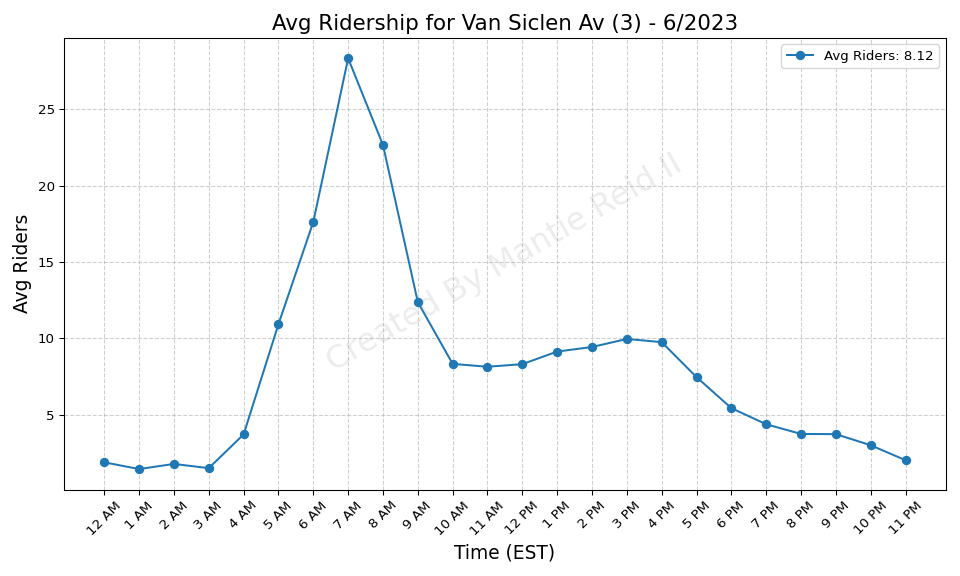 Avg Ridership for Van Siclen Av (3) - 6/2023
Avg Riders: 8.12
Avg Riders
25
20
15
10
5
Created By Mantie Reid II
12 AM
1 AM
2 AM
3 AM
4 AM
5 AM
6 AM
7 AM
8 AM
9 AM
10 AM
11 AM
12 PM
1 PM
2 PM
3 PM
4 PM
5 PM
6 PM
7 PM
8 PM
9 PM
10 PM
11 PM
Time (EST)